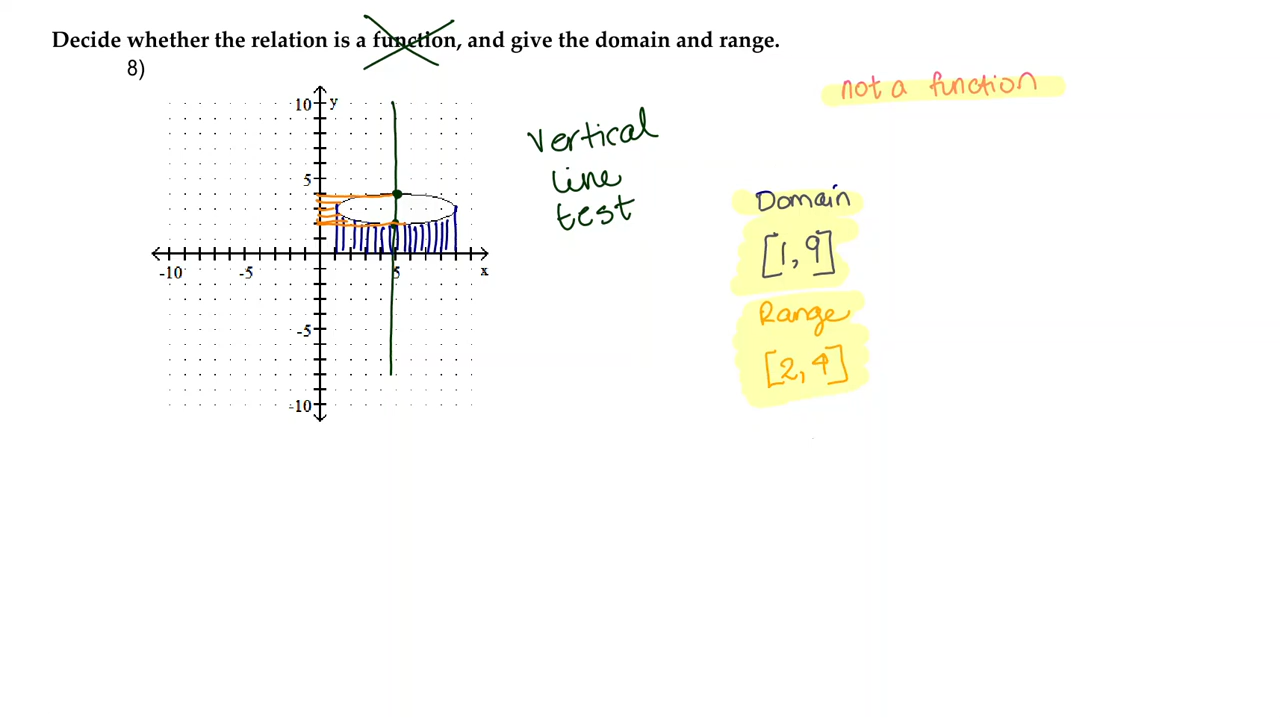 Decide whether the relation is a function, and give the domain and range.
8)
not a function
10 y
5
-10 -5 5 x
-5
-10
vertical
line
test
Domain
[1, 9]
Range
[2, 4]